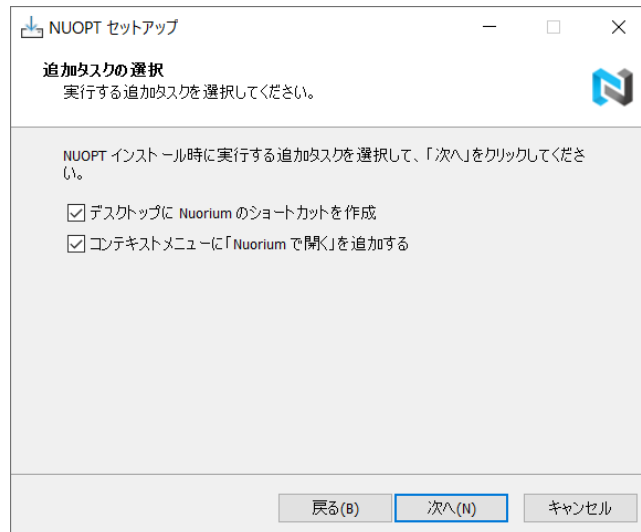 NUOPT セットアップ
追加タスクの選択
実行する追加タスクを選択してください。
NUOPT インストール時に実行する追加タスクを選択して、「次へ」をクリックしてくださ
い。
デスクトップに Nuorium のショートカットを作成
コンテキストメニューに「Nuorium で開く」を追加する
戻る(B)
次へ(N)
キャンセル